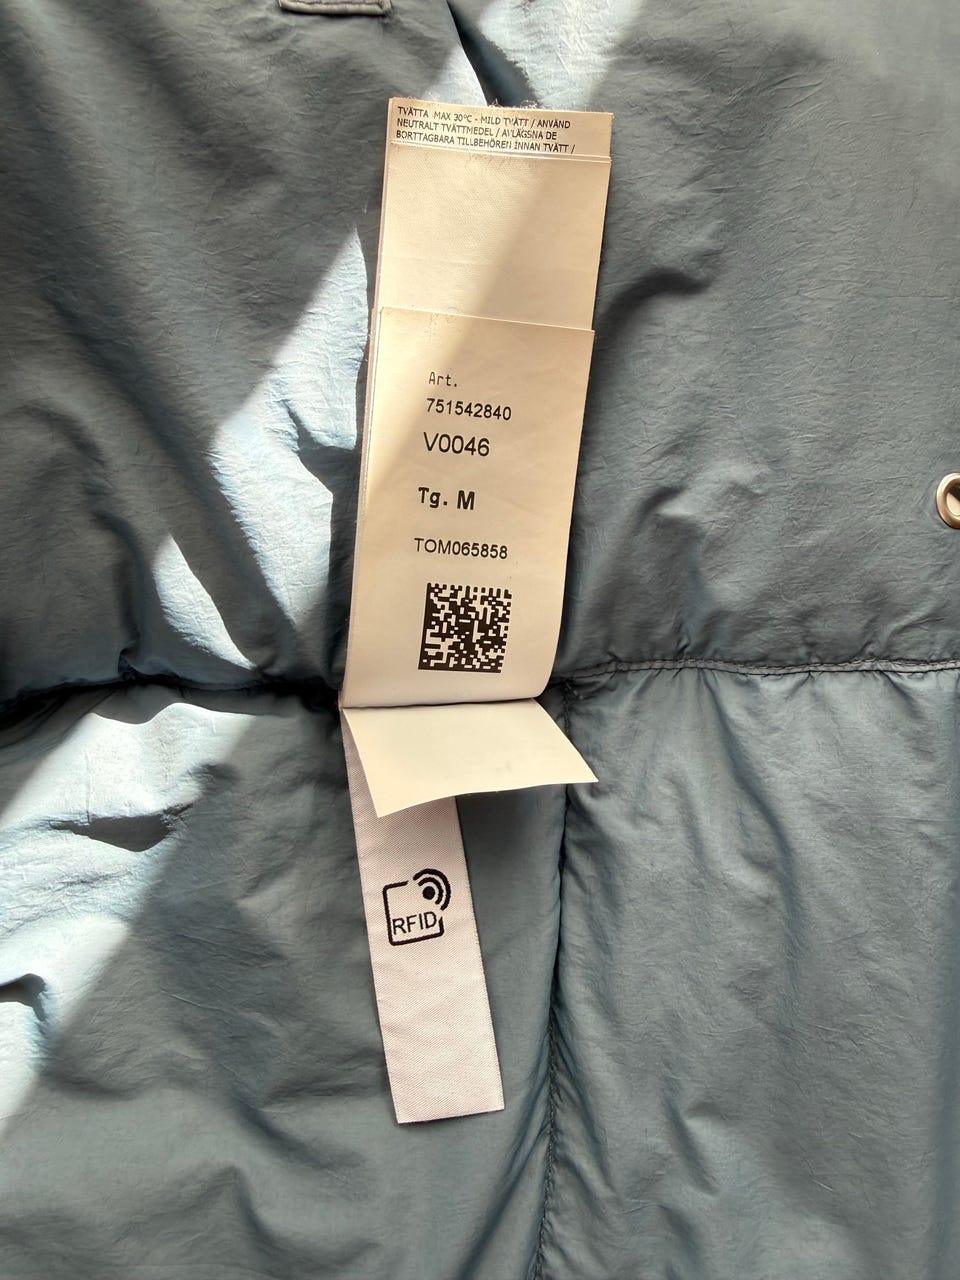 TVÄTTA MAX 30°C - MILD TVÄTT / ANVÄND
NEUTRALT TVÄTTMEDEL / AVLÄGSNA DE
BORTTAGBARA TILLBEHÖREN INNAN TVÄTT /
Art.
751542840
V0046
Tg. M
TOM065858
RFID